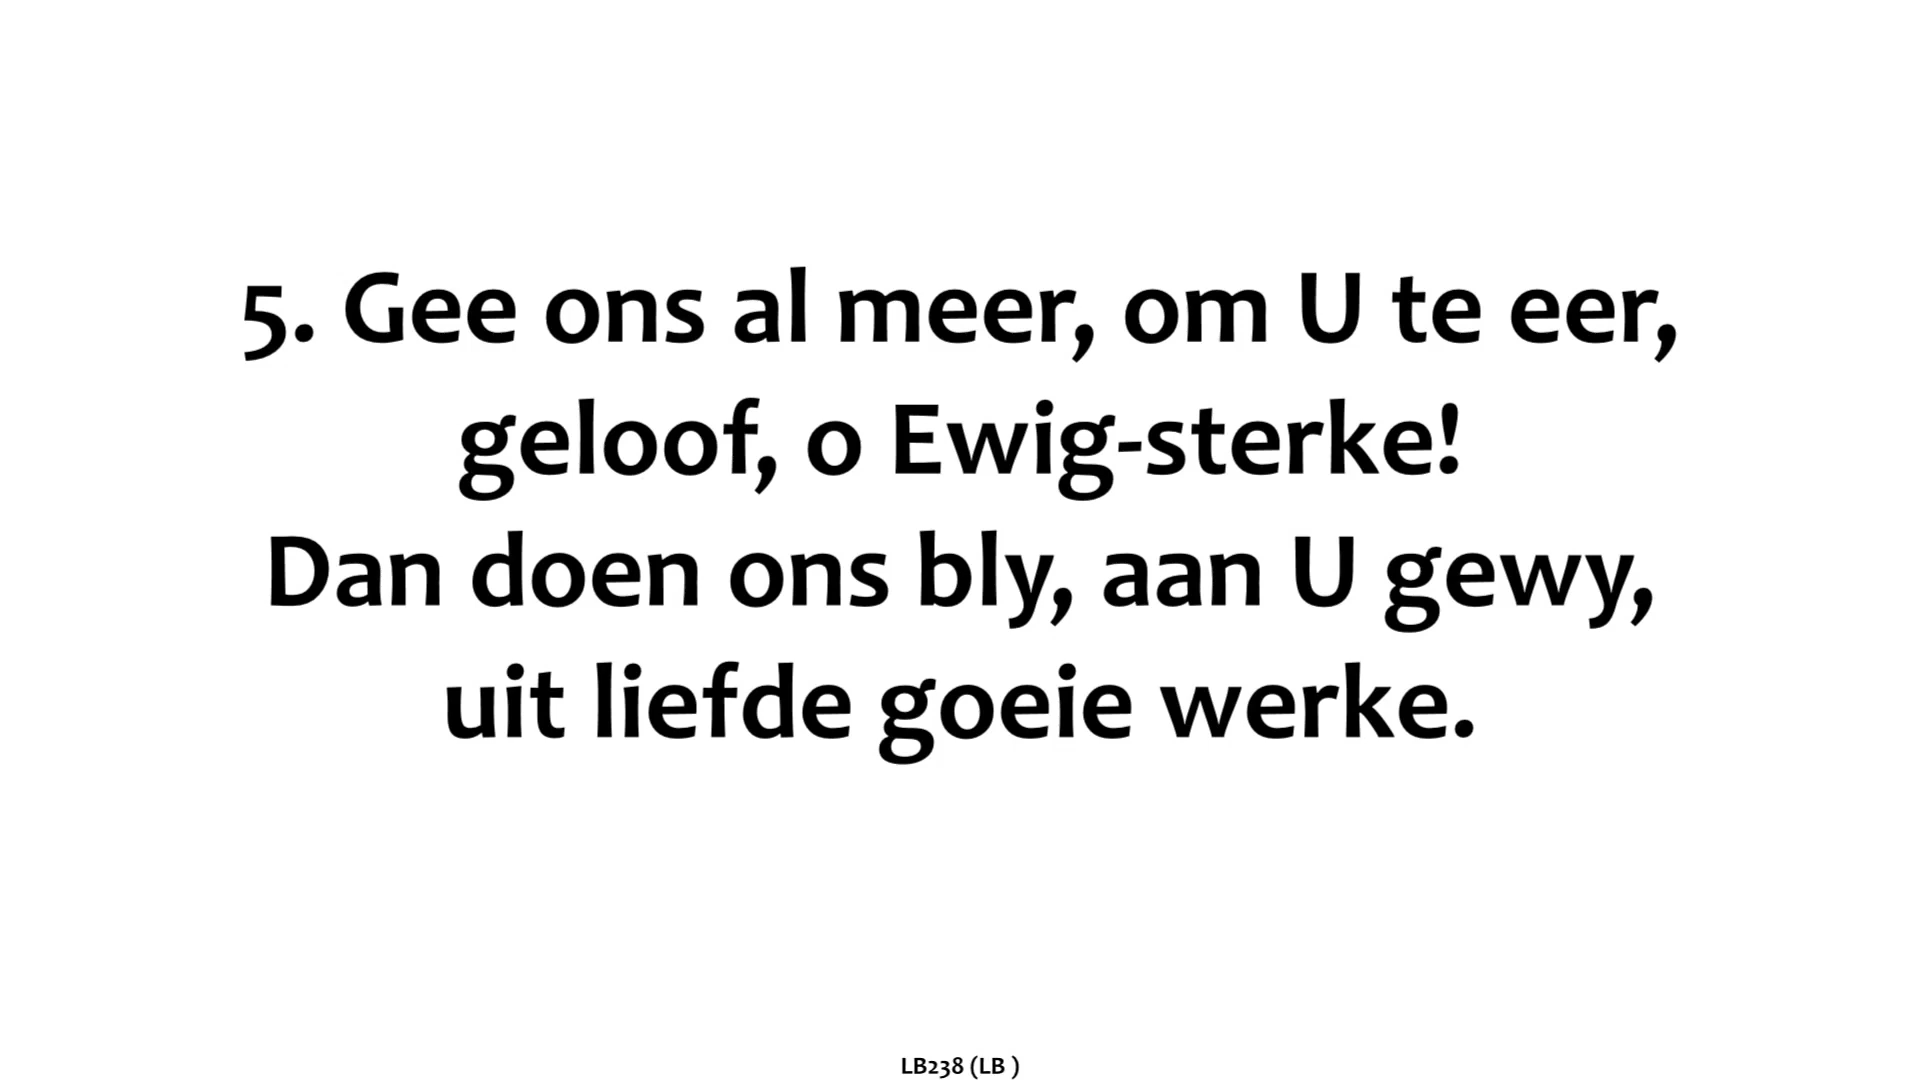 5. Gee ons al meer, om U te eer,
geloof, o Ewig-sterke!
Dan doen ons bly, aan U gewy,
uit liefde goeie werke.
LB238 (LB )